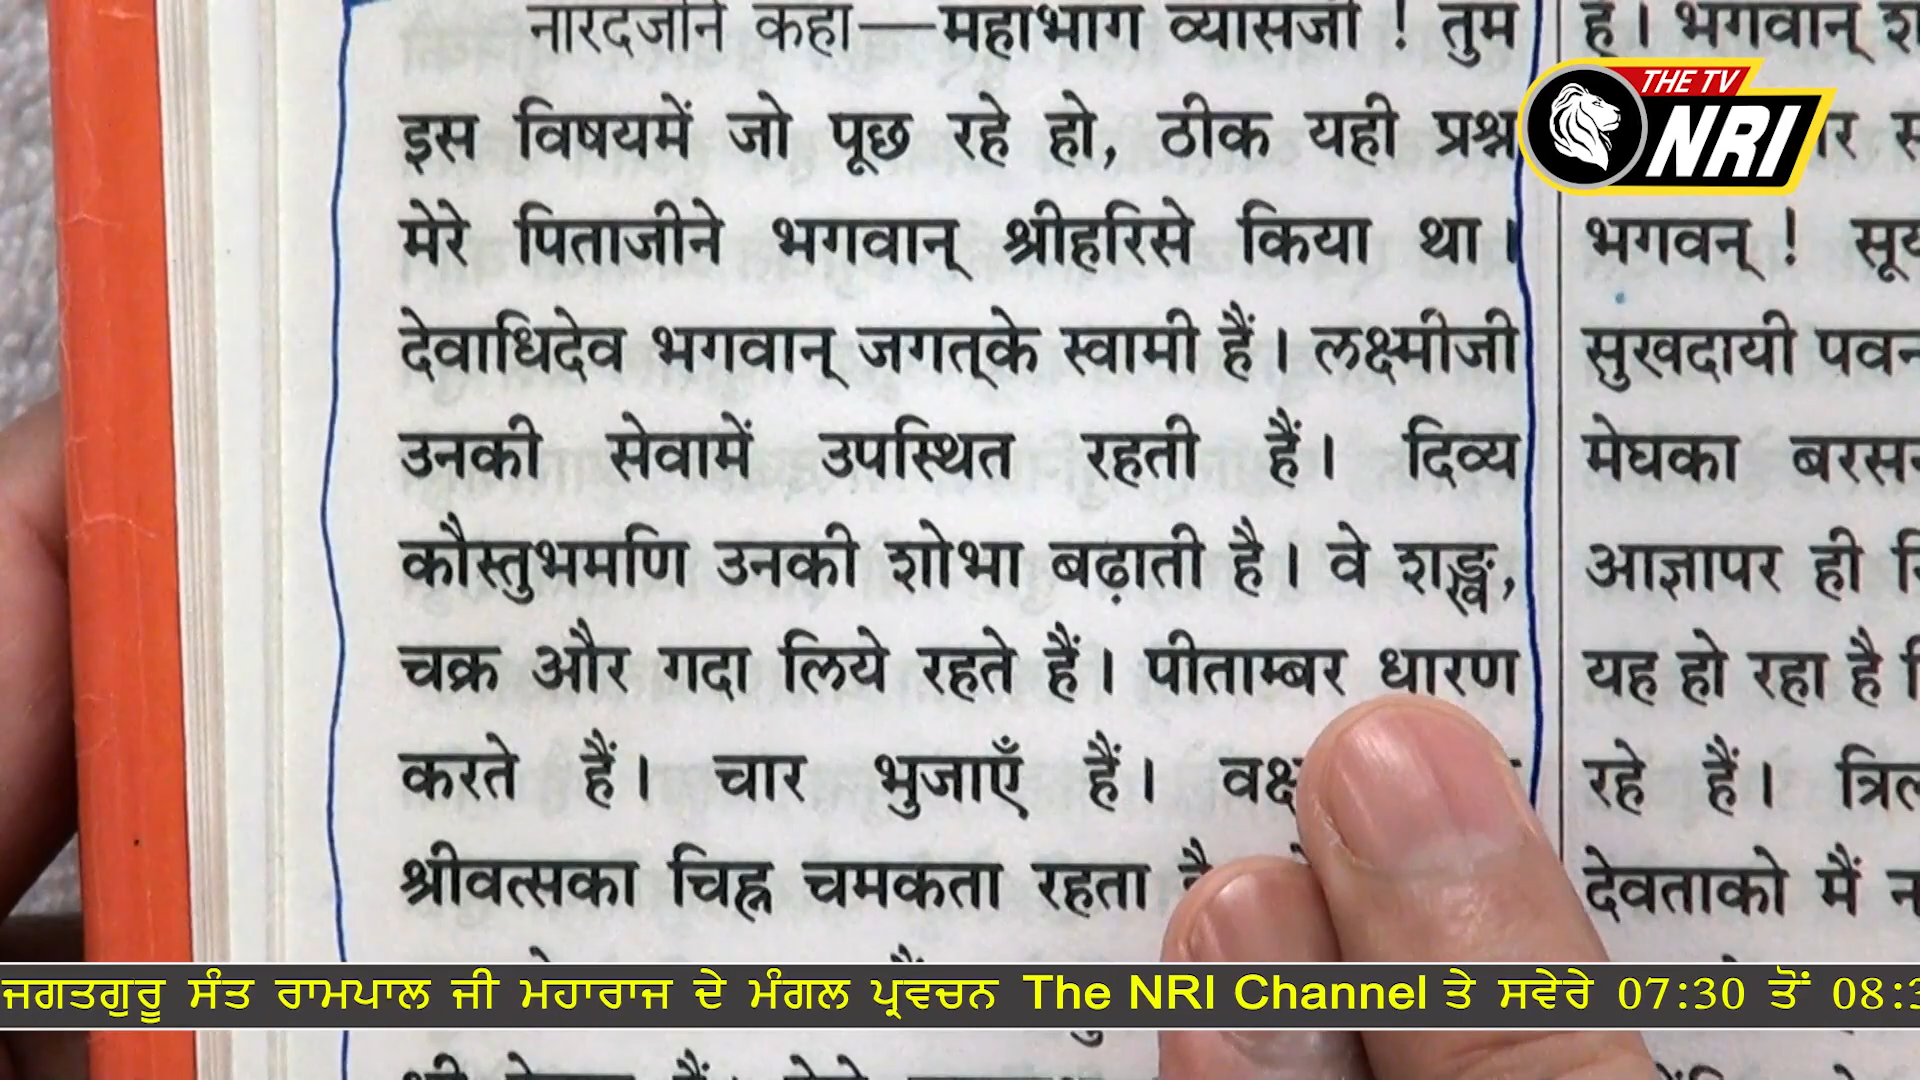 नारदजीने कहा—महाभाग व्यासजी ! तुम
इस विषयमें जो पूछ रहे हो, ठीक यही प्रश्न
मेरे पिताजीने भगवान् श्रीहरिसे किया था।
देवाधिदेव भगवान् जगत्के स्वामी हैं। लक्ष्मीजी
उनकी सेवामें उपस्थित रहती हैं। दिव्य
कौस्तुभमणि उनकी शोभा बढ़ाती है। वे शङ्ख,
चक्र और गदा लिये रहते हैं। पीताम्बर धारण
करते हैं। चार भुजाएँ हैं।
श्रीवत्सका चिह्न चमकता रहता
है। भगवान्
भगवन् ! 
सुखदायी
मेघका
आज्ञापर ही
यह हो रहा है
रहे हैं।
देवताको मैं
THE TV
NRI
ਜਗਤਗੁਰੂ ਸੰਤ ਰਾਮਪਾਲ ਜੀ ਮਹਾਰਾਜ ਦੇ ਮੰਗਲ ਪ੍ਰਵਚਨ The NRI Channel ਤੇ ਸਵੇਰੇ 07:30 ਤੋਂ